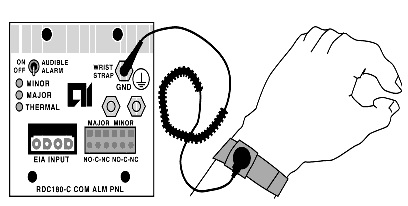 ON
OFF
AUDIBLE
ALARM
WRIST
STRAP
MINOR
MAJOR
THERMAL
GND
MAJOR MINOR
EIA INPUT
NO-C-NC NO-C-NC
RDC180-C COM ALM PNL